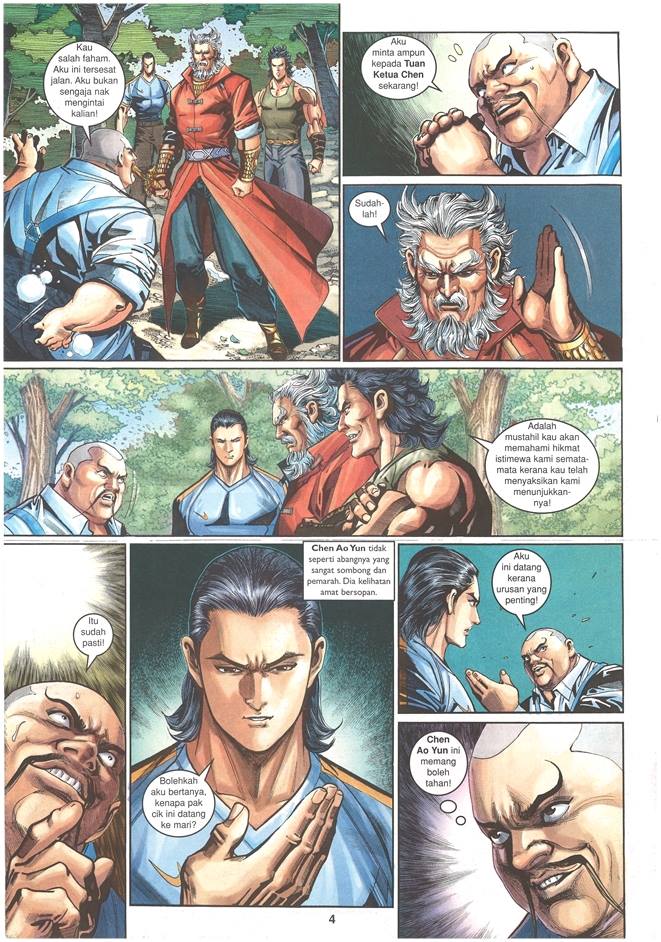 Kau
salah faham.
Aku ini tersesat
jalan. Aku bukan
sengaja nak
mengintai
kalian!
Aku
minta ampun
kepada Tuan
Ketua Chen
sekarang!
Sudah-
lah!
Adalah
mustahil kau akan
memahami hikmat
istimewa kami semata-
mata kerana kau telah
menyaksikan kami
menunjukkan-
nya!
Itu
sudah
pasti!
Chen Ao Yun tidak
seperti abangnya yang
sangat sombong dan
pemarah. Dia kelihatan
amat bersopan.
Bolehkah
aku bertanya,
kenapa pak
cik ini datang
ke mari?
Aku
ini datang
kerana
urusan yang
penting!
Chen
Ao Yun ini
memang
boleh
tahan!
4